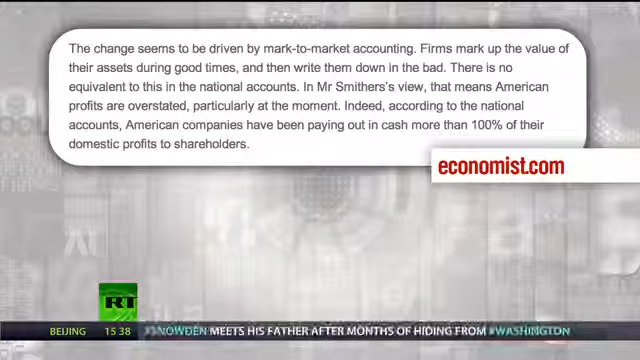 The change seems to be driven by mark-to-market accounting. Firms mark up the value of
their assets during good times, and then write them down in the bad. There is no
equivalent to this in the national accounts. In Mr Smithers's view, that means American
profits are overstated, particularly at the moment. Indeed, according to the national
accounts, American companies have been paying out in cash more than 100% of their
domestic profits to shareholders.
economist.com
RT
BEIJING 15:38 #SNOWDEN MEETS HIS FATHER AFTER MONTHS OF HIDING FROM #WASHINGTON